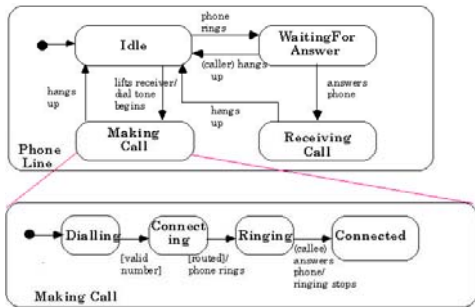 phone
rings
Idle
WaitingFor
Answer
(caller) hangs
up
hangs
up
lifts receiver/
dial tone
begins
hangs
up
answers
phone
Making
Call
Receiving
Call
Phone
Line
Dialling
Connect
ing
Ringing
Connected
[valid
number]
[routed]/
phone rings
(callee)
answers
phone/
ringing stops
Making Call